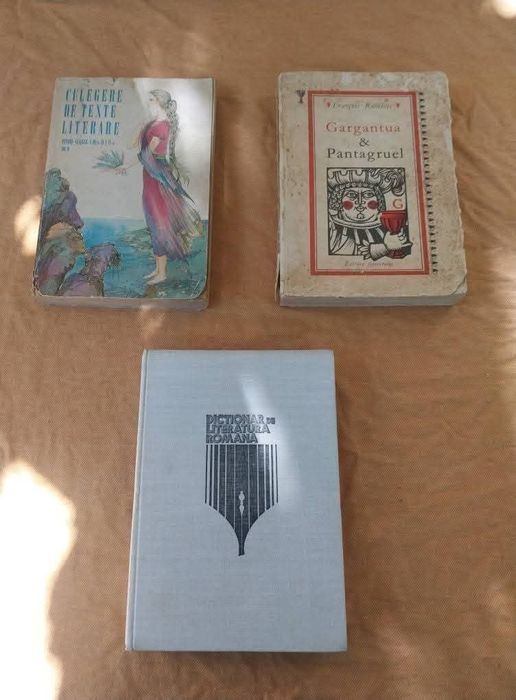 CULEGERE
DE TEXTE
LITERARE
François Rabelais
Gargantua
&
Pantagruel
G
DICTIONAR DE
LITERATURA
ROMANA